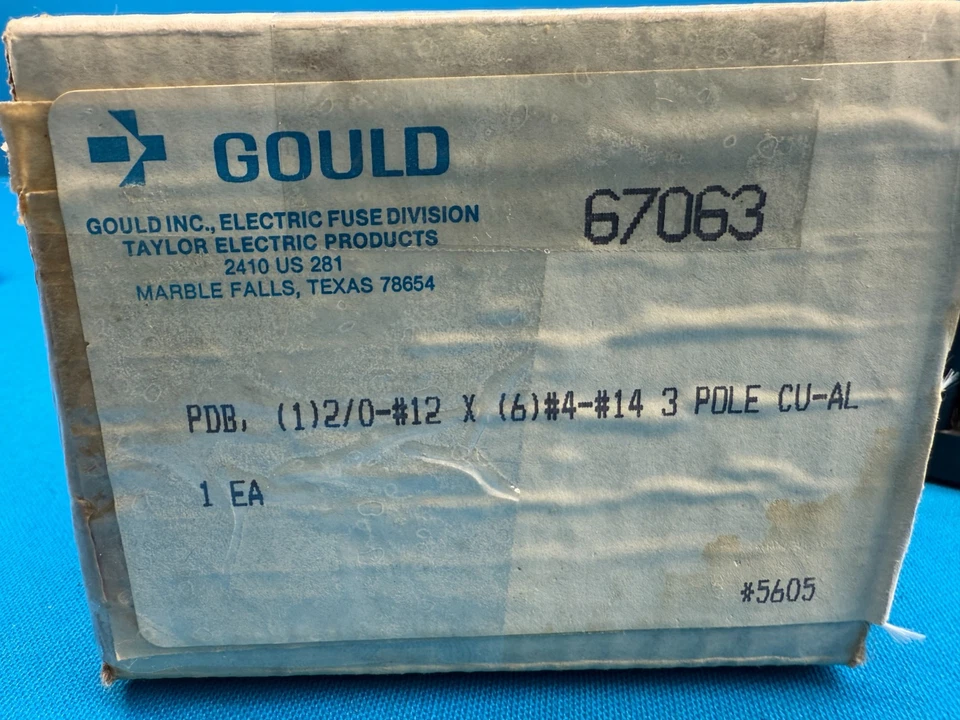 GOULD
67063
GOULD INC., ELECTRIC FUSE DIVISION
TAYLOR ELECTRIC PRODUCTS
2410 US 281
MARBLE FALLS, TEXAS 78654
PDB, (1)2/0-#12 X (6)#4-#14 3 POLE CU-AL
1 EA
#5605